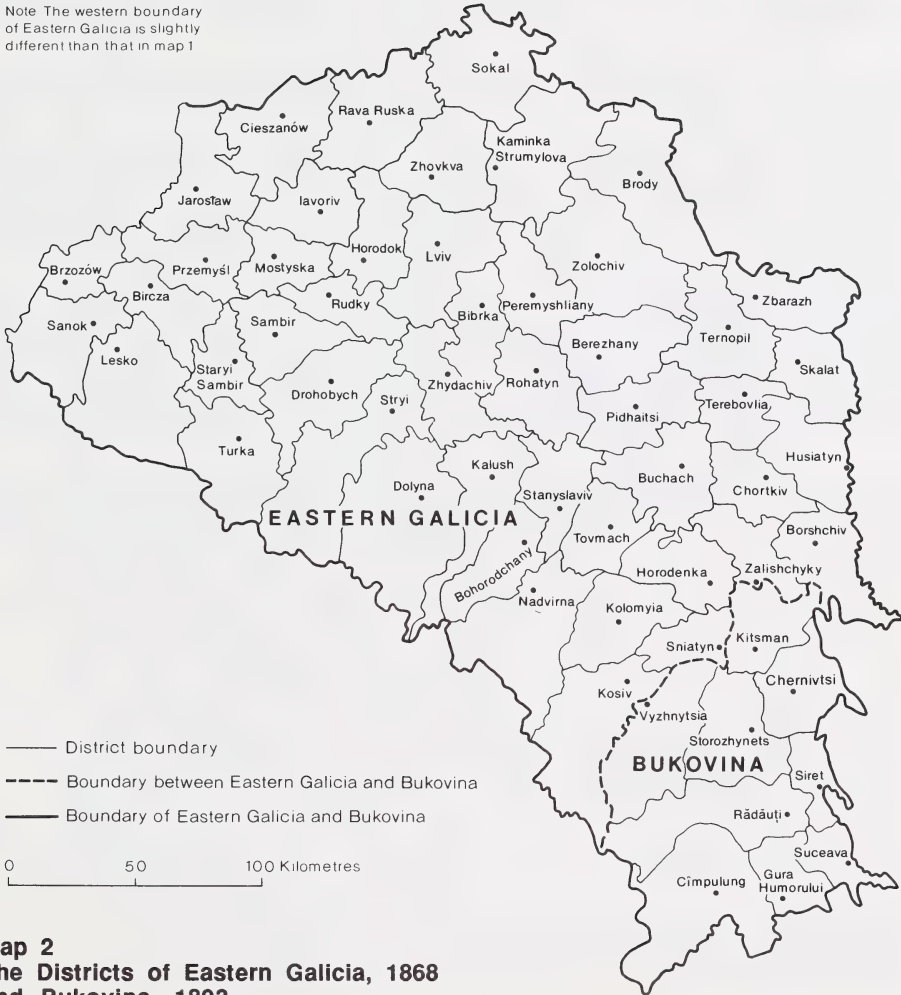 Note The western boundary
of Eastern Galicia is slightly
different than that in map 1
Sokal
Cieszanów
Rava Ruska
Zhovkva
Kaminka
Strumylova
Brody
Jarosław
Iavoriv
Horodok
Lviv
Zolochiv
Brzozów
Bircza
Przemyśl
Mostyska
Rudky
Bibrka
Peremyshliany
Zbarazh
Sanok
Lesko
Sambir
Staryi
Sambir
Drohobych
Stryi
Zhydachiv
Rohatyn
Berezhany
Ternopil
Skalat
Turka
Pidhaitsi
Terebovlia
Husiatyn
Dolyna
Kalush
Stanyslaviv
Buchach
Chortkiv
EASTERN GALICIA
Bohorodchany
Tovmach
Borshchiv
Nadvirna
Horodenka
Zalishchyky
Kolomyia
Sniatyn
Kitsman
Kosiv
Vyzhnytsia
Chernivtsi
Storozhynets
BUKOVINA
Siret
Rădăuţi
Suceava
Cîmpulung
Gura
Humorului
District boundary
Boundary between Eastern Galicia and Bukovina
Boundary of Eastern Galicia and Bukovina
0 50 100 Kilometres
ap 2
he Districts of Eastern Galicia, 1868